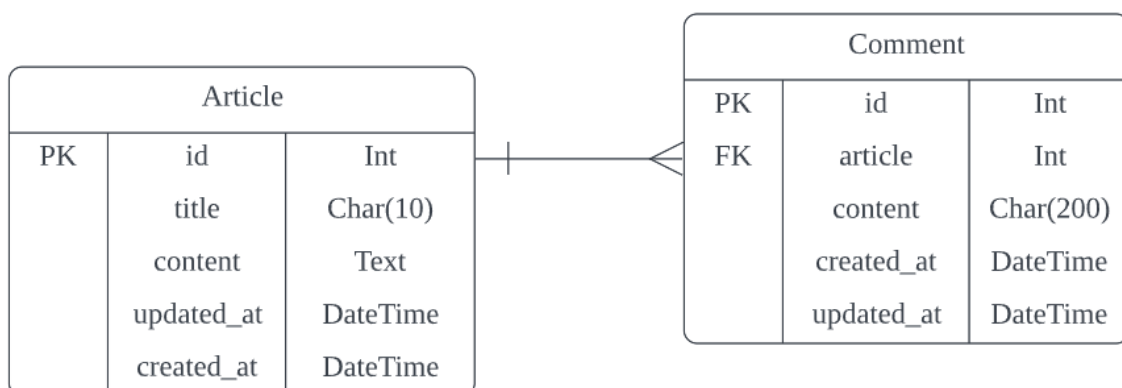 Article
PK id Int
title Char(10)
content Text
updated_at DateTime
created_at DateTime
Comment
PK id Int
FK article Int
content Char(200)
created_at DateTime
updated_at DateTime